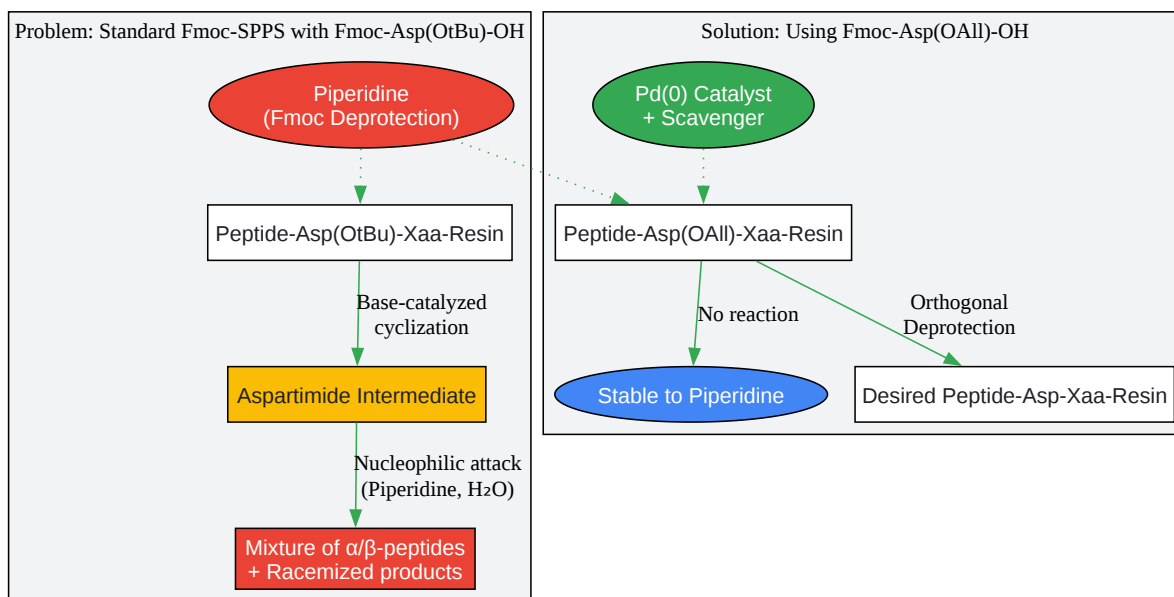 Problem: Standard Fmoc-SPPS with Fmoc-Asp(OtBu)-OH
Piperidine
(Fmoc Deprotection)
Peptide-Asp(OtBu)-Xaa-Resin
Base-catalyzed
cyclization
Aspartimide Intermediate
Nucleophilic attack
(Piperidine, H₂O)
Mixture of α/β-peptides
+ Racemized products
Solution: Using Fmoc-Asp(OAll)-OH
Pd(0) Catalyst
+ Scavenger
Peptide-Asp(OAll)-Xaa-Resin
No reaction
Orthogonal
Deprotection
Stable to Piperidine
Desired Peptide-Asp-Xaa-Resin